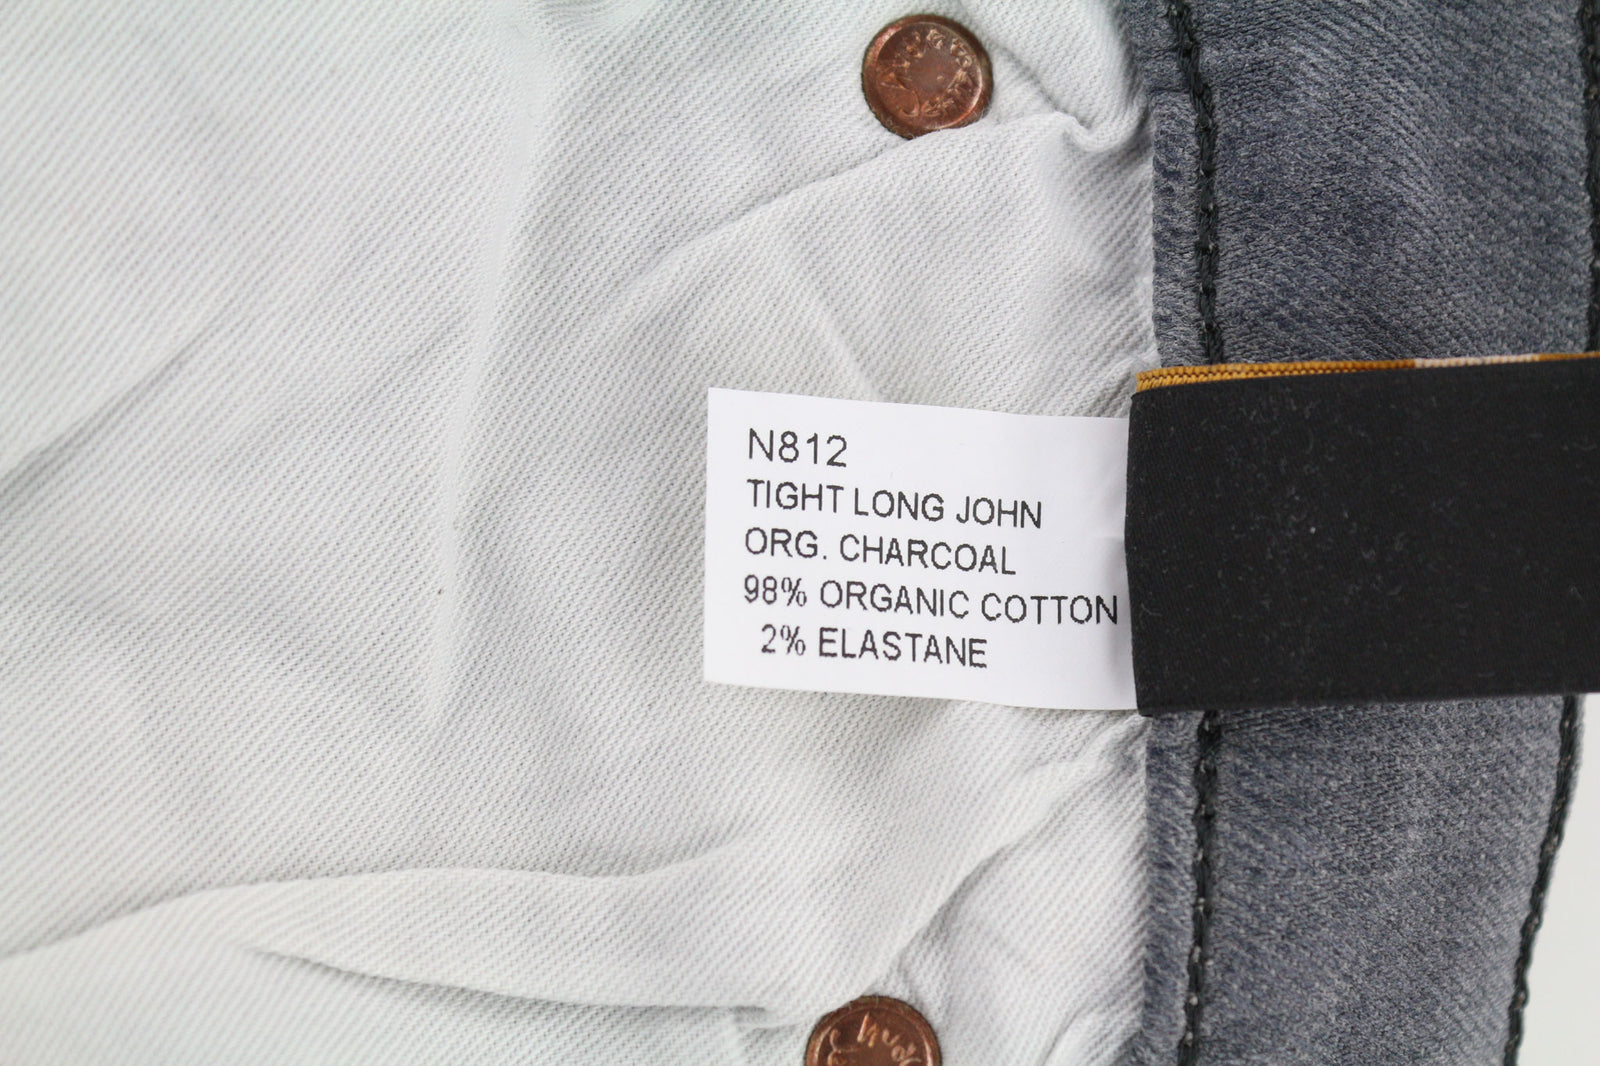 N812
TIGHT LONG JOHN
ORG. CHARCOAL
98% ORGANIC COTTON
2% ELASTANE